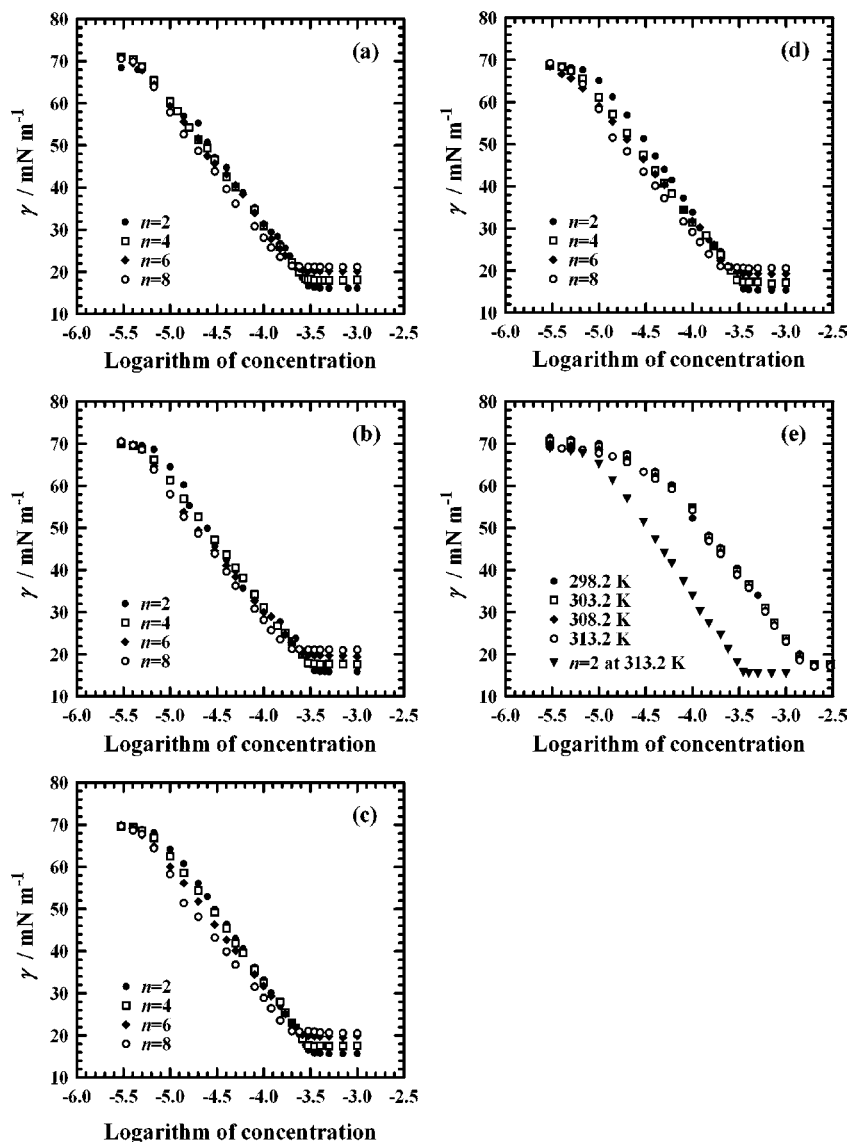 (a)
80
70
60
50
40
30
20
10
γ / mN m⁻¹
n=2
n=4
n=6
n=8
-6.0 -5.5 -5.0 -4.5 -4.0 -3.5 -3.0 -2.5
Logarithm of concentration
(d)
80
70
60
50
40
30
20
10
γ / mN m⁻¹
n=2
n=4
n=6
n=8
-6.0 -5.5 -5.0 -4.5 -4.0 -3.5 -3.0 -2.5
Logarithm of concentration
(b)
80
70
60
50
40
30
20
10
γ / mN m⁻¹
n=2
n=4
n=6
n=8
-6.0 -5.5 -5.0 -4.5 -4.0 -3.5 -3.0 -2.5
Logarithm of concentration
(e)
80
70
60
50
40
30
20
10
γ / mN m⁻¹
298.2 K
303.2 K
308.2 K
313.2 K
n=2 at 313.2 K
-6.0 -5.5 -5.0 -4.5 -4.0 -3.5 -3.0 -2.5
Logarithm of concentration
(c)
80
70
60
50
40
30
20
10
γ / mN m⁻¹
n=2
n=4
n=6
n=8
-6.0 -5.5 -5.0 -4.5 -4.0 -3.5 -3.0 -2.5
Logarithm of concentration